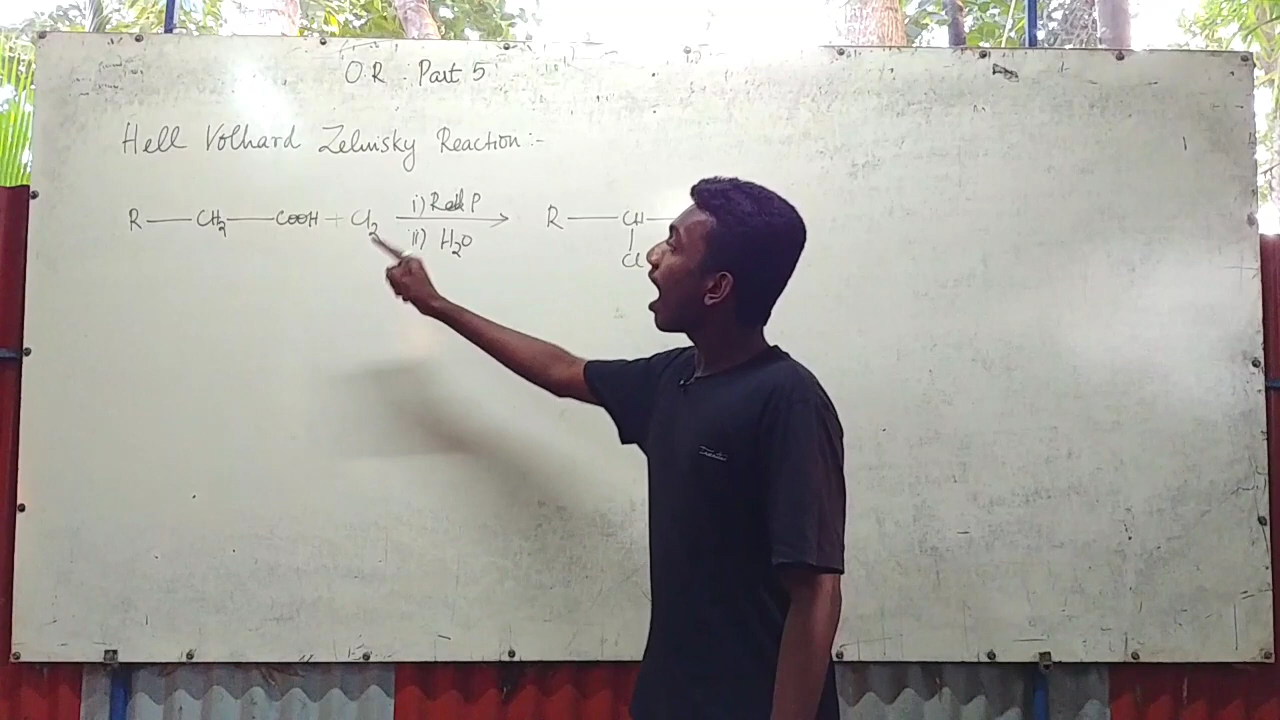 O.R. Part 5
Hell Volhard Zelinsky Reaction :-
R — CH₂ — COOH + Cl₂ i) Red P → R — CH —
ii) H₂O
Cl